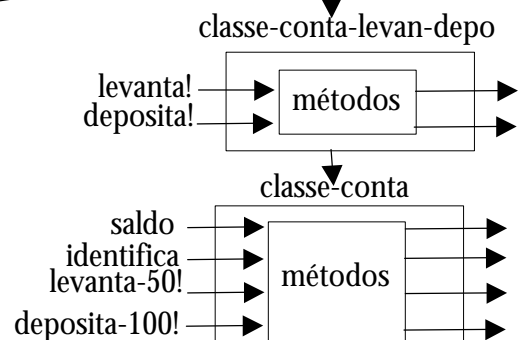 classe-conta-levan-depo
levanta!
métodos
deposita!
classe-conta
saldo
identifica
levanta-50!
métodos
deposita-100!